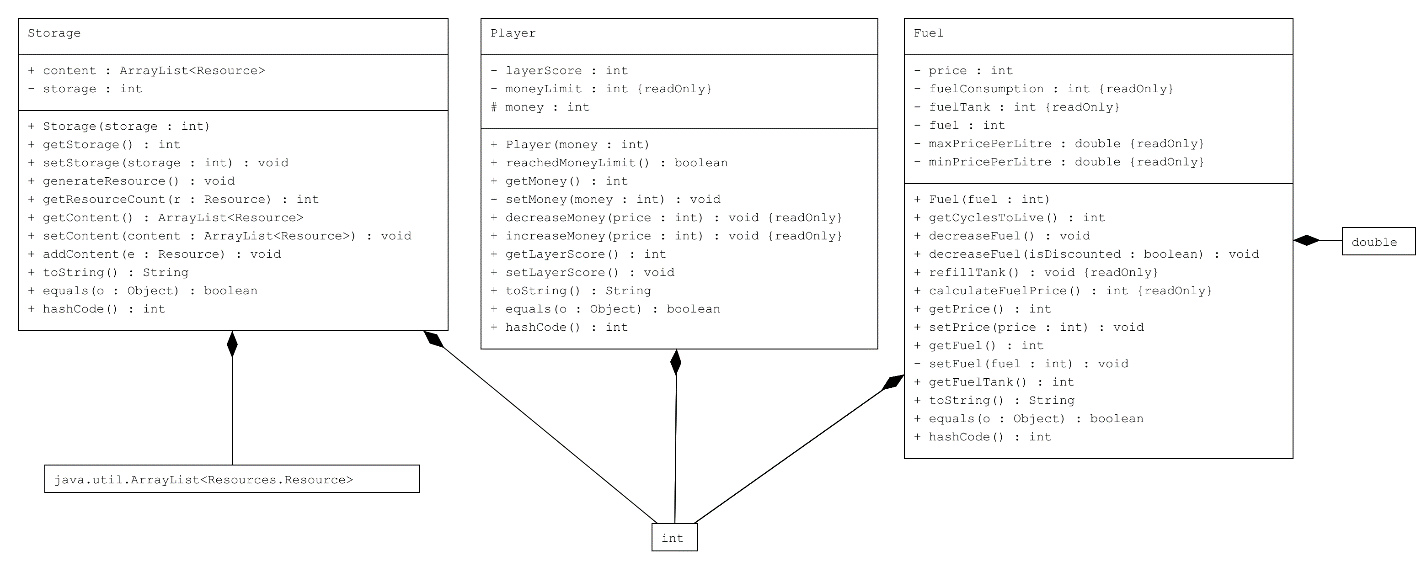 Storage
+ content : ArrayList<Resource>
- storage : int
+ Storage(storage : int)
+ getStorage() : int
+ setStorage(storage : int) : void
+ generateResource() : void
+ getResourceCount(r : Resource) : int
+ getContent() : ArrayList<Resource>
+ setContent(content : ArrayList<Resource>) : void
+ addContent(e : Resource) : void
+ toString() : String
+ equals(o : Object) : boolean
+ hashCode() : int
Player
- layerScore : int
- moneyLimit : int {readOnly}
# money : int
+ Player(money : int)
+ reachedMoneyLimit() : boolean
+ getMoney() : int
- setMoney(money : int) : void
+ decreaseMoney(price : int) : void {readOnly}
+ increaseMoney(price : int) : void {readOnly}
+ getLayerScore() : int
+ setLayerScore() : void
+ toString() : String
+ equals(o : Object) : boolean
+ hashCode() : int
Fuel
- price : int
- fuelConsumption : int {readOnly}
- fuelTank : int {readOnly}
- fuel : int
- maxPricePerLitre : double {readOnly}
- minPricePerLitre : double {readOnly}
+ Fuel(fuel : int)
+ getCyclesToLive() : int
+ decreaseFuel() : void
+ decreaseFuel(isDiscounted : boolean) : void
+ refillTank() : void {readOnly}
+ calculateFuelPrice() : int {readOnly}
+ getPrice() : int
+ setPrice(price : int) : void
+ getFuel() : int
- setFuel(fuel : int) : void
+ getFuelTank() : int
+ toString() : String
+ equals(o : Object) : boolean
+ hashCode() : int
double
java.util.ArrayList<Resources.Resource>
int